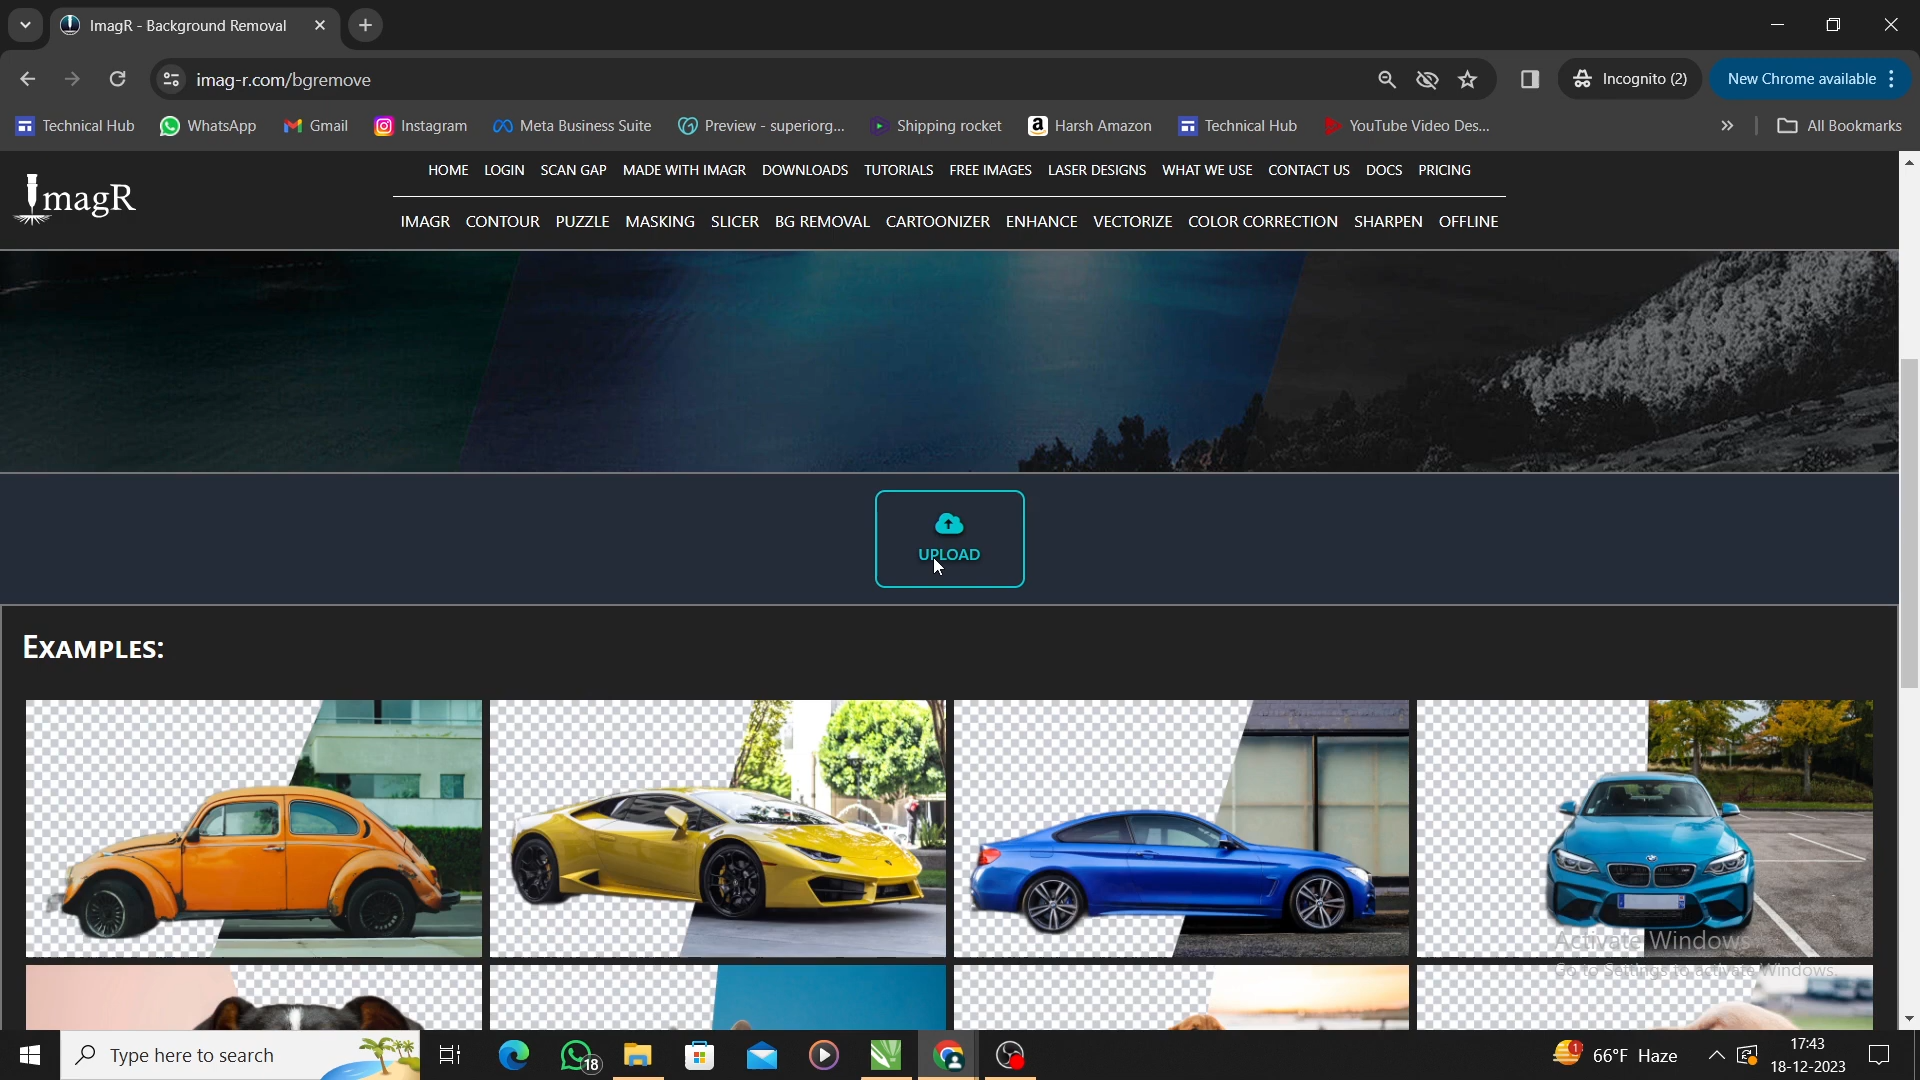 ImagR - Background Removal
imag-r.com/bgremove
Incognito (2)
New Chrome available
Technical Hub
WhatsApp
Gmail
Instagram
Meta Business Suite
Preview - superiorg...
Shipping rocket
Harsh Amazon
Technical Hub
YouTube Video Des...
All Bookmarks
ImagR
HOME LOGIN SCAN GAP MADE WITH IMAGR DOWNLOADS TUTORIALS FREE IMAGES LASER DESIGNS WHAT WE USE CONTACT US DOCS PRICING
IMAGR CONTOUR PUZZLE MASKING SLICER BG REMOVAL CARTOONIZER ENHANCE VECTORIZE COLOR CORRECTION SHARPEN OFFLINE
UPLOAD
EXAMPLES:
Activate Windows
Go to Settings to activate Windows.
Type here to search
18
1
66°F Haze
17:43
18-12-2023